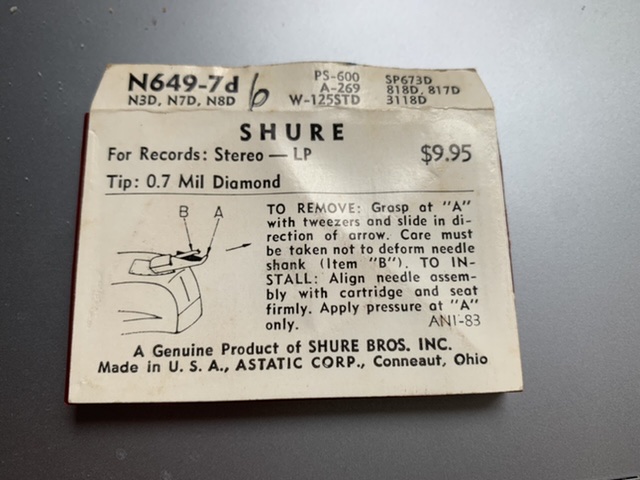 N649-7d 6
N3D, N7D, N8D
PS-600
A-269
W-125STD
SP673D
818D, 817D
3118D
SHURE
For Records: Stereo — LP $9.95
Tip: 0.7 Mil Diamond
B A
TO REMOVE: Grasp at "A"
with tweezers and slide in di-
rection of arrow. Care must
be taken not to deform needle
shank (Item "B"). TO IN-
STALL: Align needle assem-
bly with cartridge and seat
firmly. Apply pressure at "A"
only. AN1-83
A Genuine Product of SHURE BROS. INC.
Made in U. S. A., ASTATIC CORP., Conneaut, Ohio